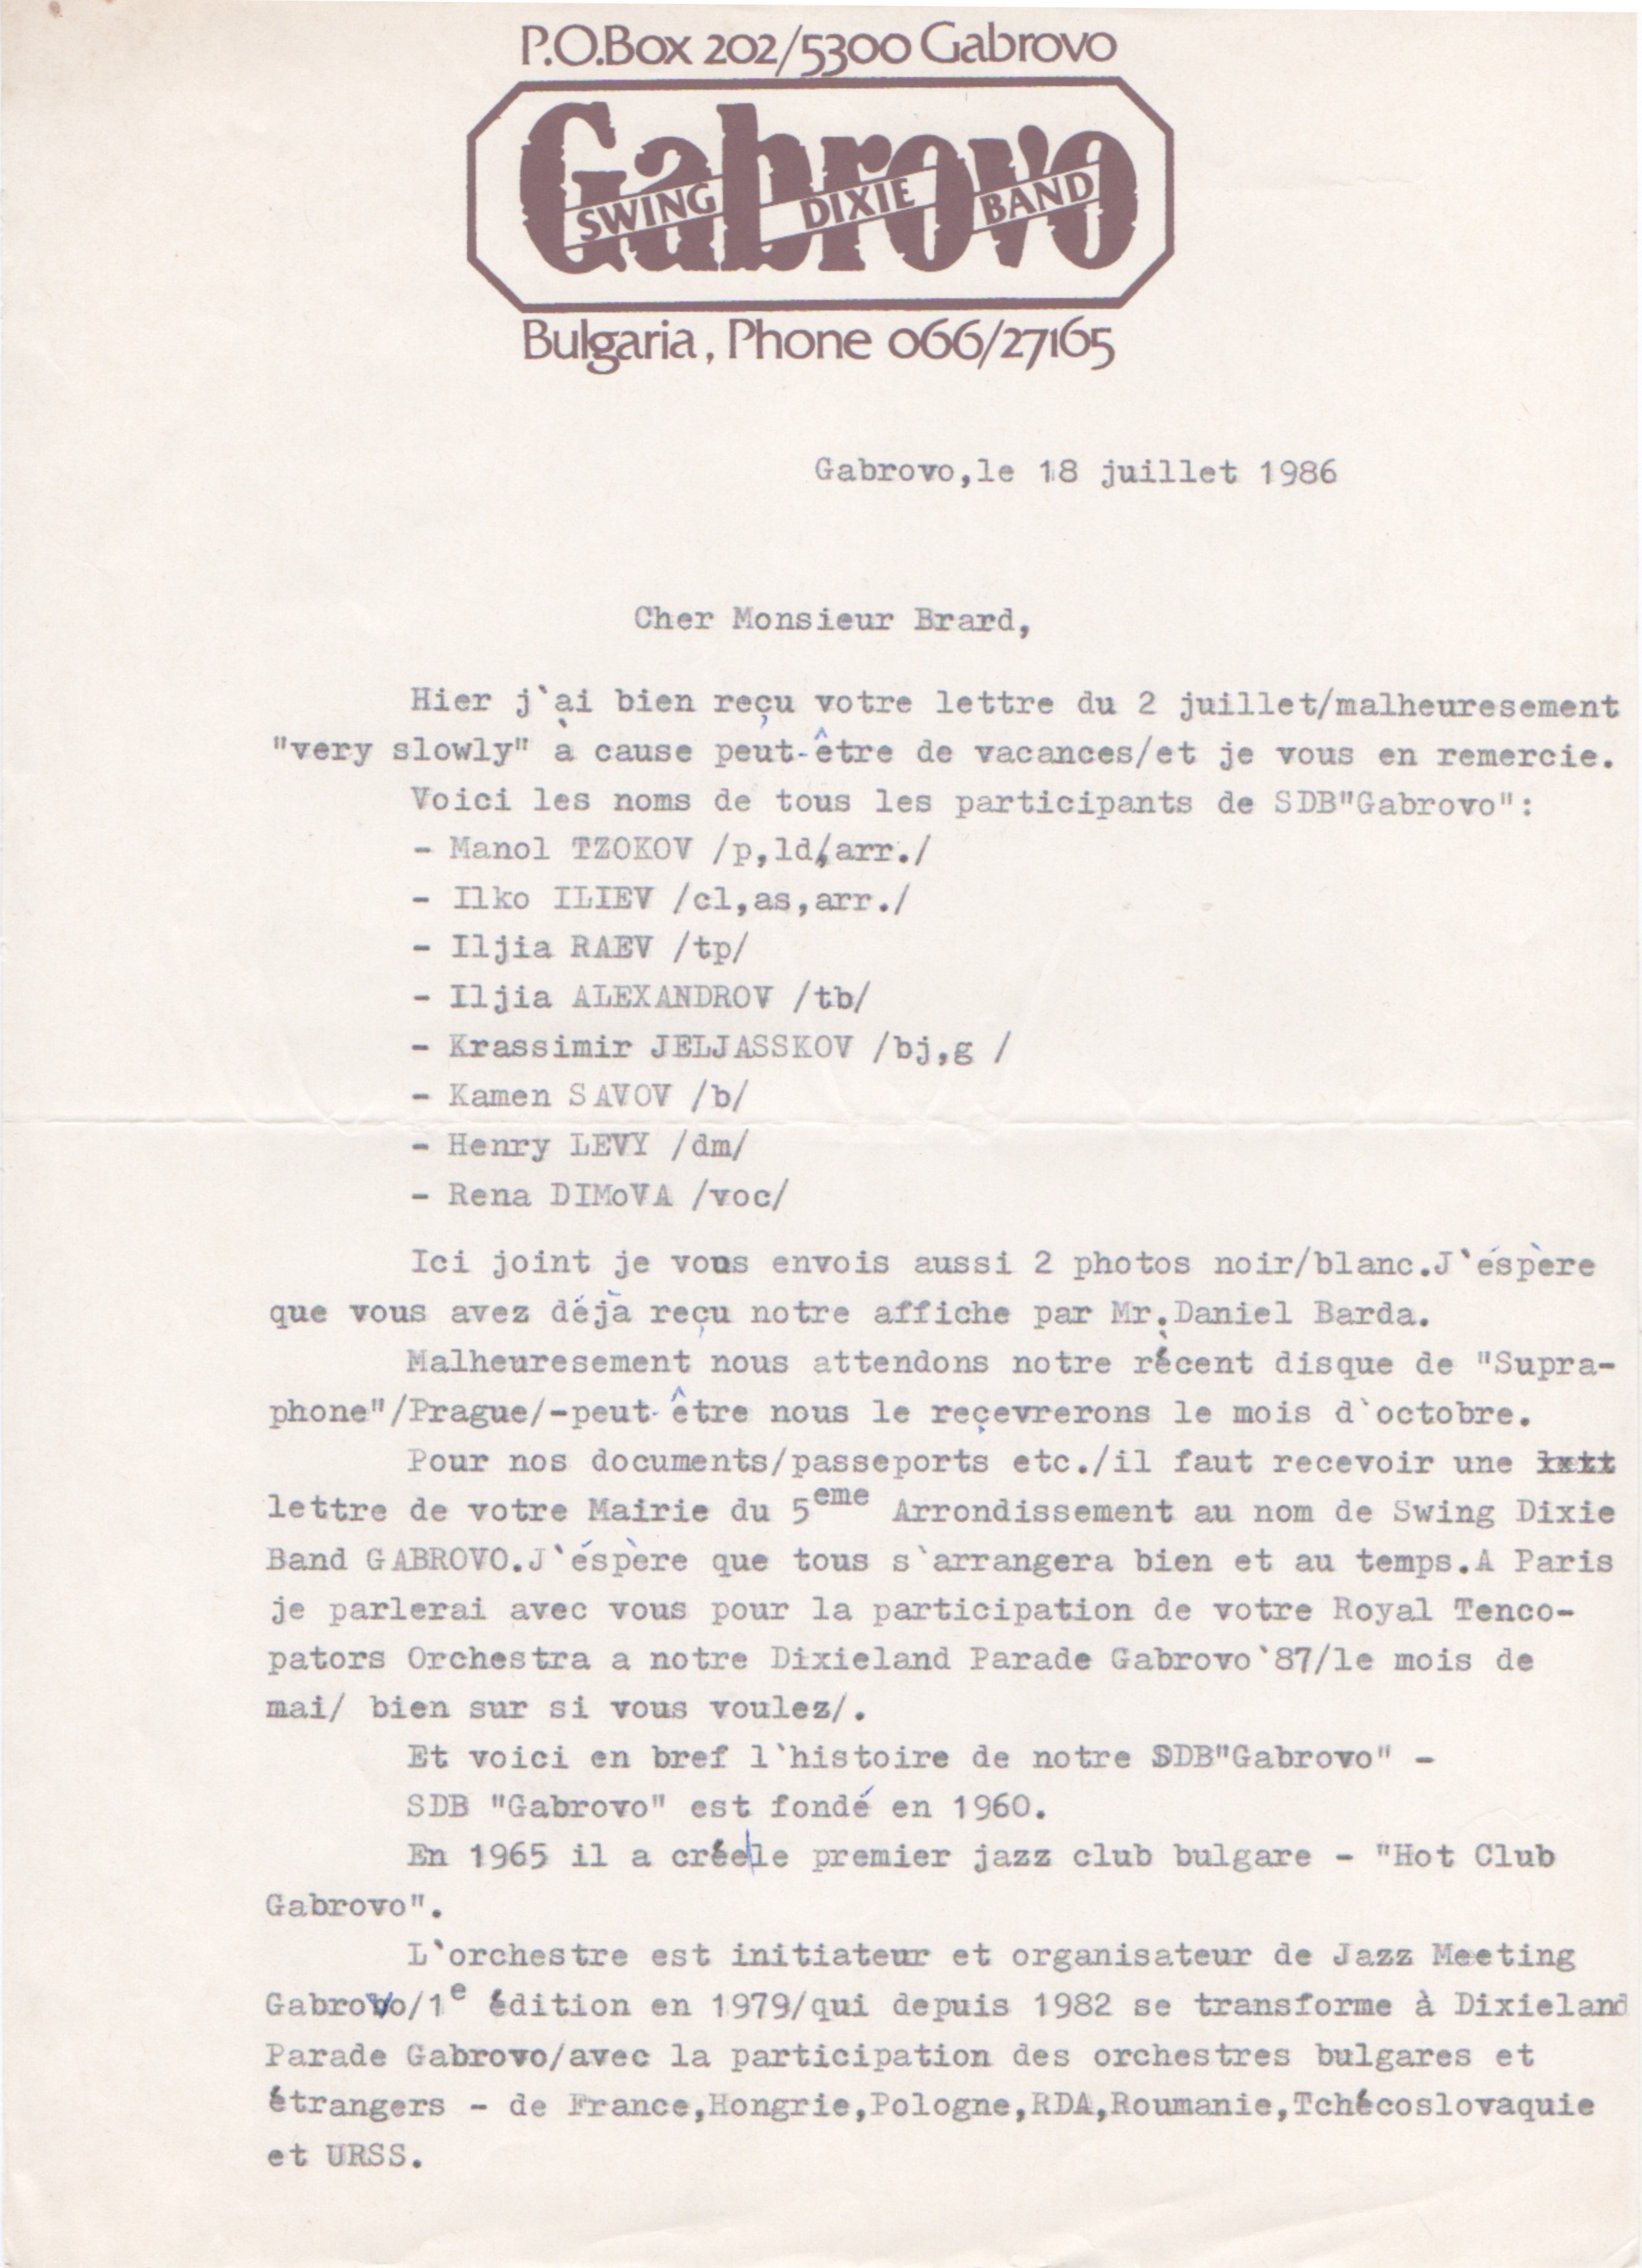 P.O.Box 202/5300 Gabrovo
Gabrovo
SWING DIXIE BAND
Bulgaria, Phone 066/27165
Gabrovo,le 18 juillet 1986
Cher Monsieur Brard,
Hier j`ai bien reçu votre lettre du 2 juillet/malheuresement
"very slowly" à cause peut-être de vacances/et je vous en remercie.
Voici les noms de tous les participants de SDB"Gabrovo":
- Manol TZOKOV /p,ld,arr./
- Ilko ILIEV /cl,as,arr./
- Iljia RAEV /tp/
- Iljia ALEXANDROV /tb/
- Krassimir JELJASSKOV /bj,g /
- Kamen SAVOV /b/
- Henry LEVY /dm/
- Rena DIMoVA /voc/
Ici joint je vous envois aussi 2 photos noir/blanc.J`éspère
que vous avez déjà reçu notre affiche par Mr.Daniel Barda.
Malheuresement nous attendons notre récent disque de "Supra-
phone"/Prague/-peut-être nous le reçevrerons le mois d`octobre.
Pour nos documents/passeports etc./il faut recevoir une
lettre de votre Mairie du 5eme Arrondissement au nom de Swing Dixie
Band GABROVO.J`éspère que tous s`arrangera bien et au temps.A Paris
je parlerai avec vous pour la participation de votre Royal Tenco-
pators Orchestra a notre Dixieland Parade Gabrovo`87/le mois de
mai/ bien sur si vous voulez/.
Et voici en bref l`histoire de notre SDB"Gabrovo" -
SDB "Gabrovo" est fondé en 1960.
En 1965 il a crée le premier jazz club bulgare - "Hot Club
Gabrovo".
L`orchestre est initiateur et organisateur de Jazz Meeting
Gabrovo/1e édition en 1979/qui depuis 1982 se transforme à Dixieland
Parade Gabrovo/avec la participation des orchestres bulgares et
étrangers - de France,Hongrie,Pologne,RDA,Roumanie,Tchécoslovaquie
et URSS.